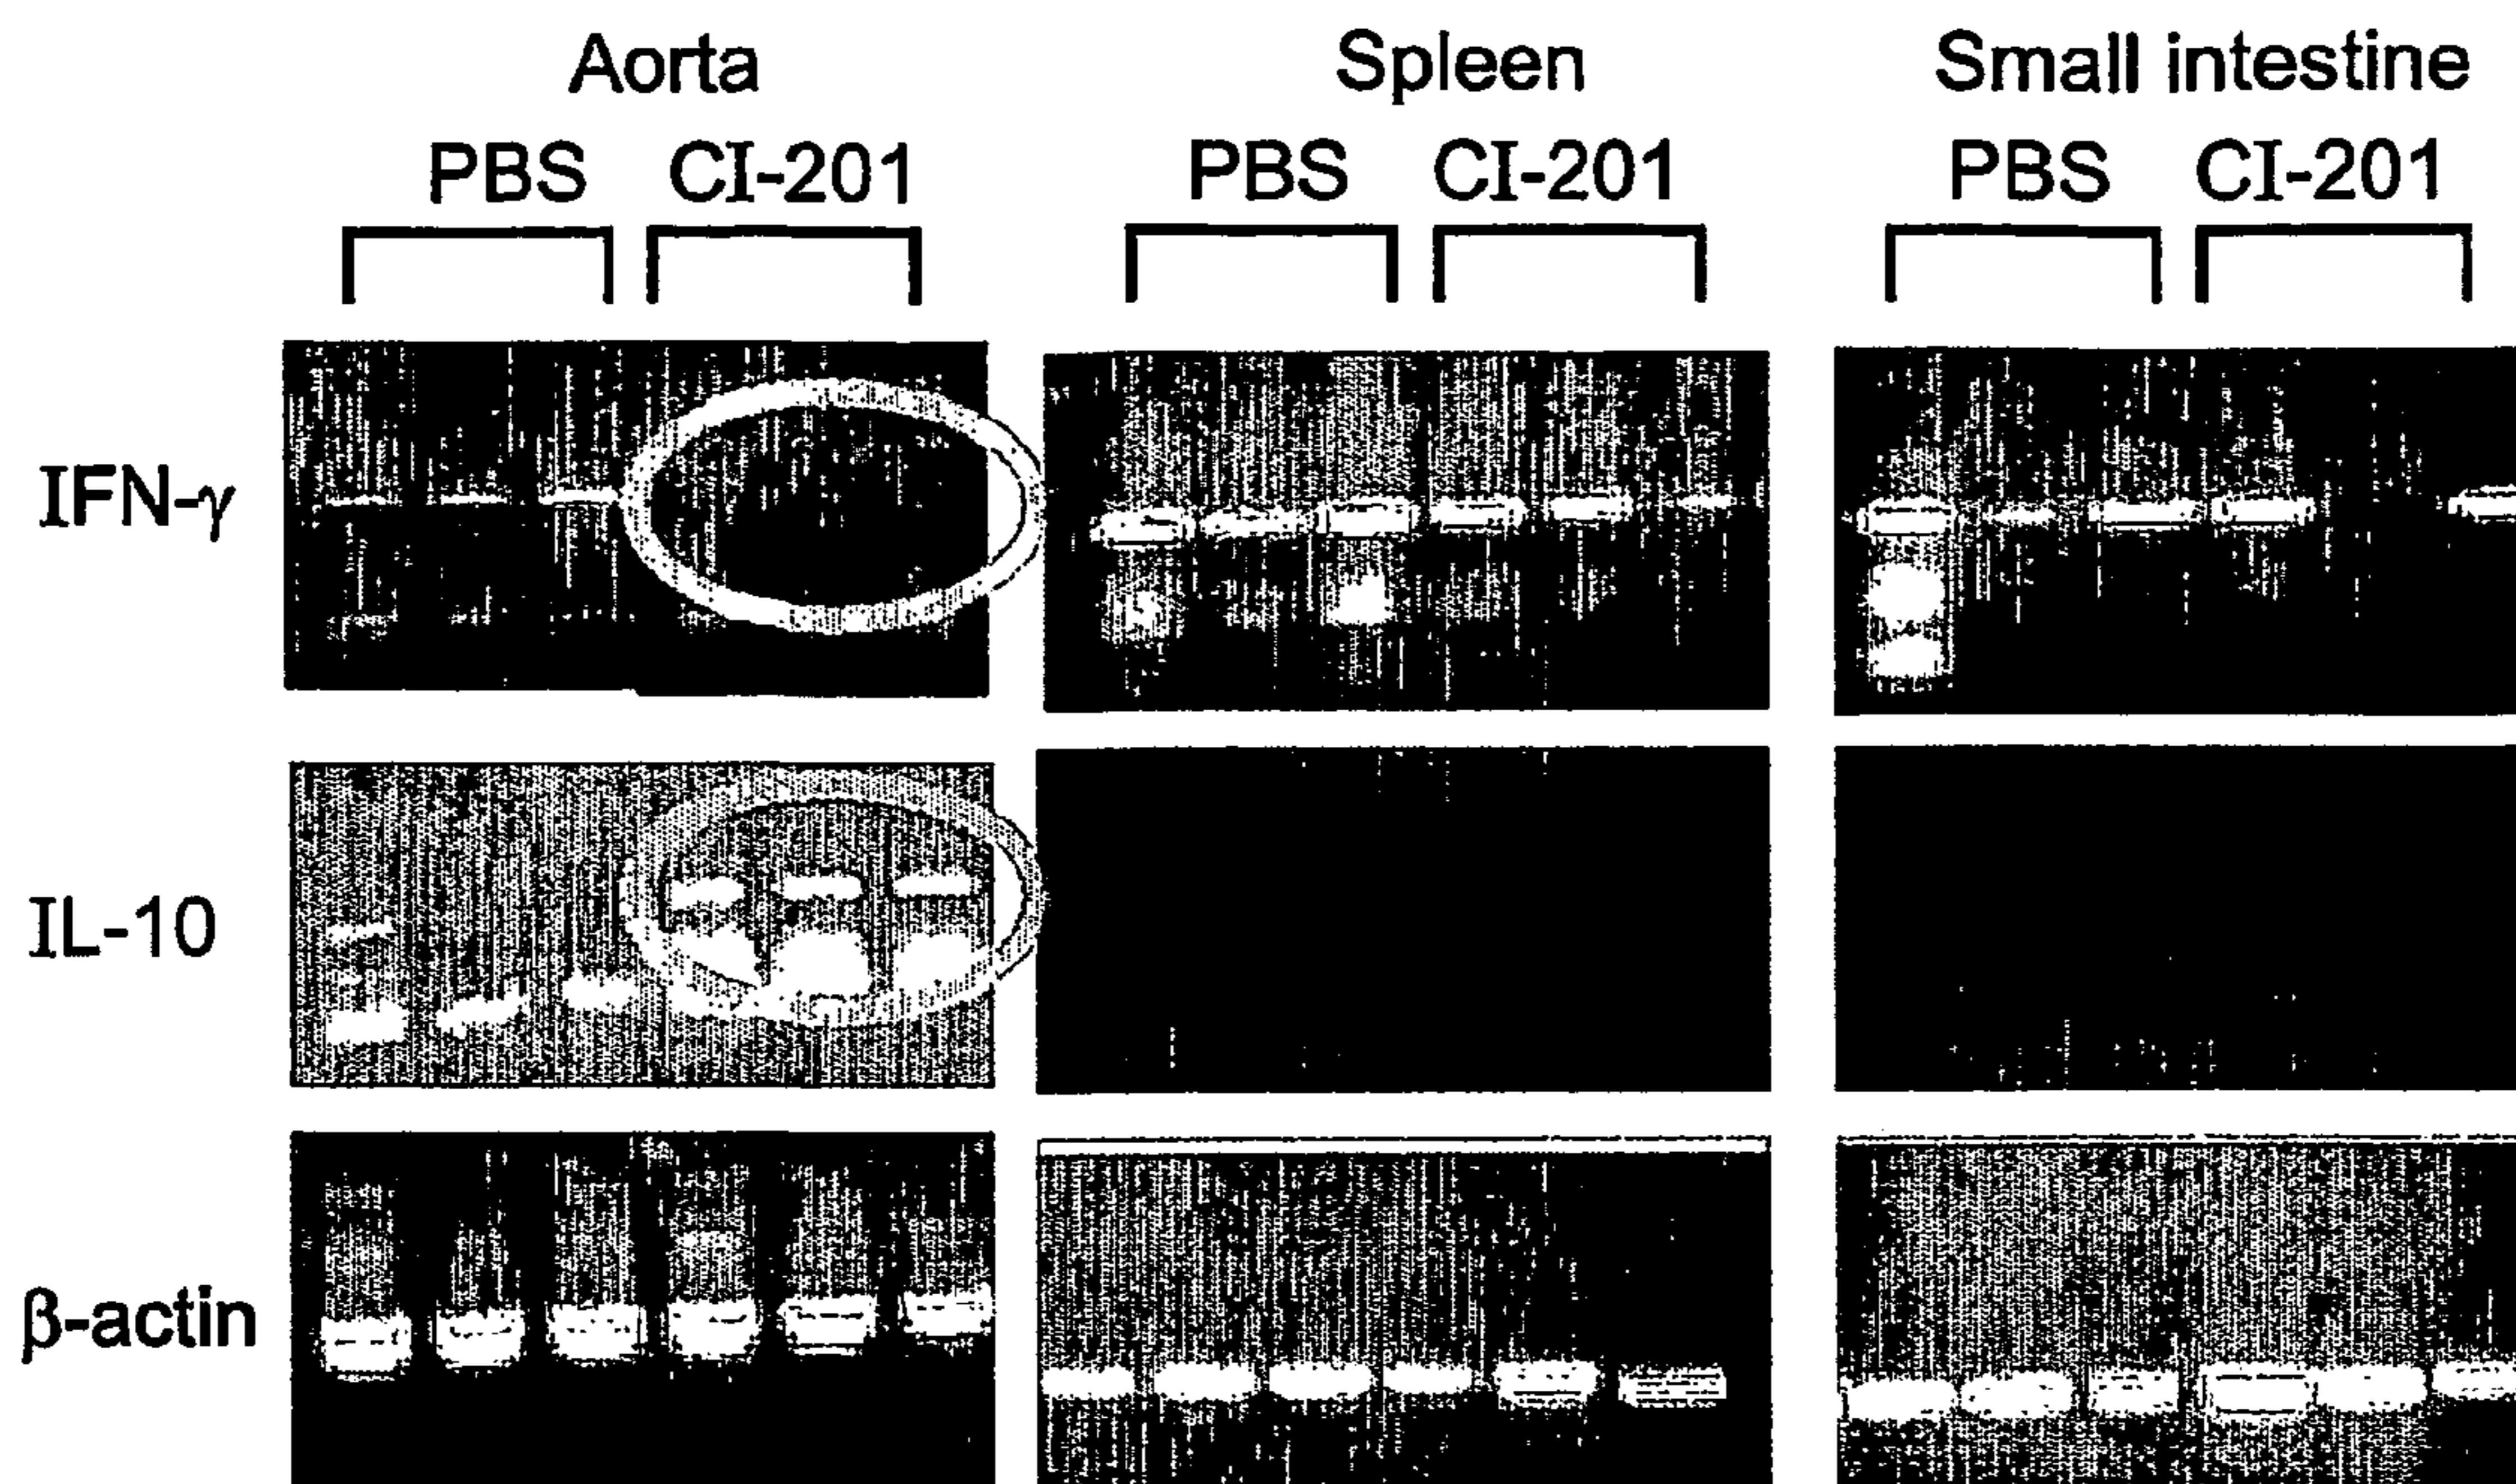 Aorta Spleen Small intestine
PBS CI-201 PBS CI-201 PBS CI-201
IFN-γ
IL-10
β-actin